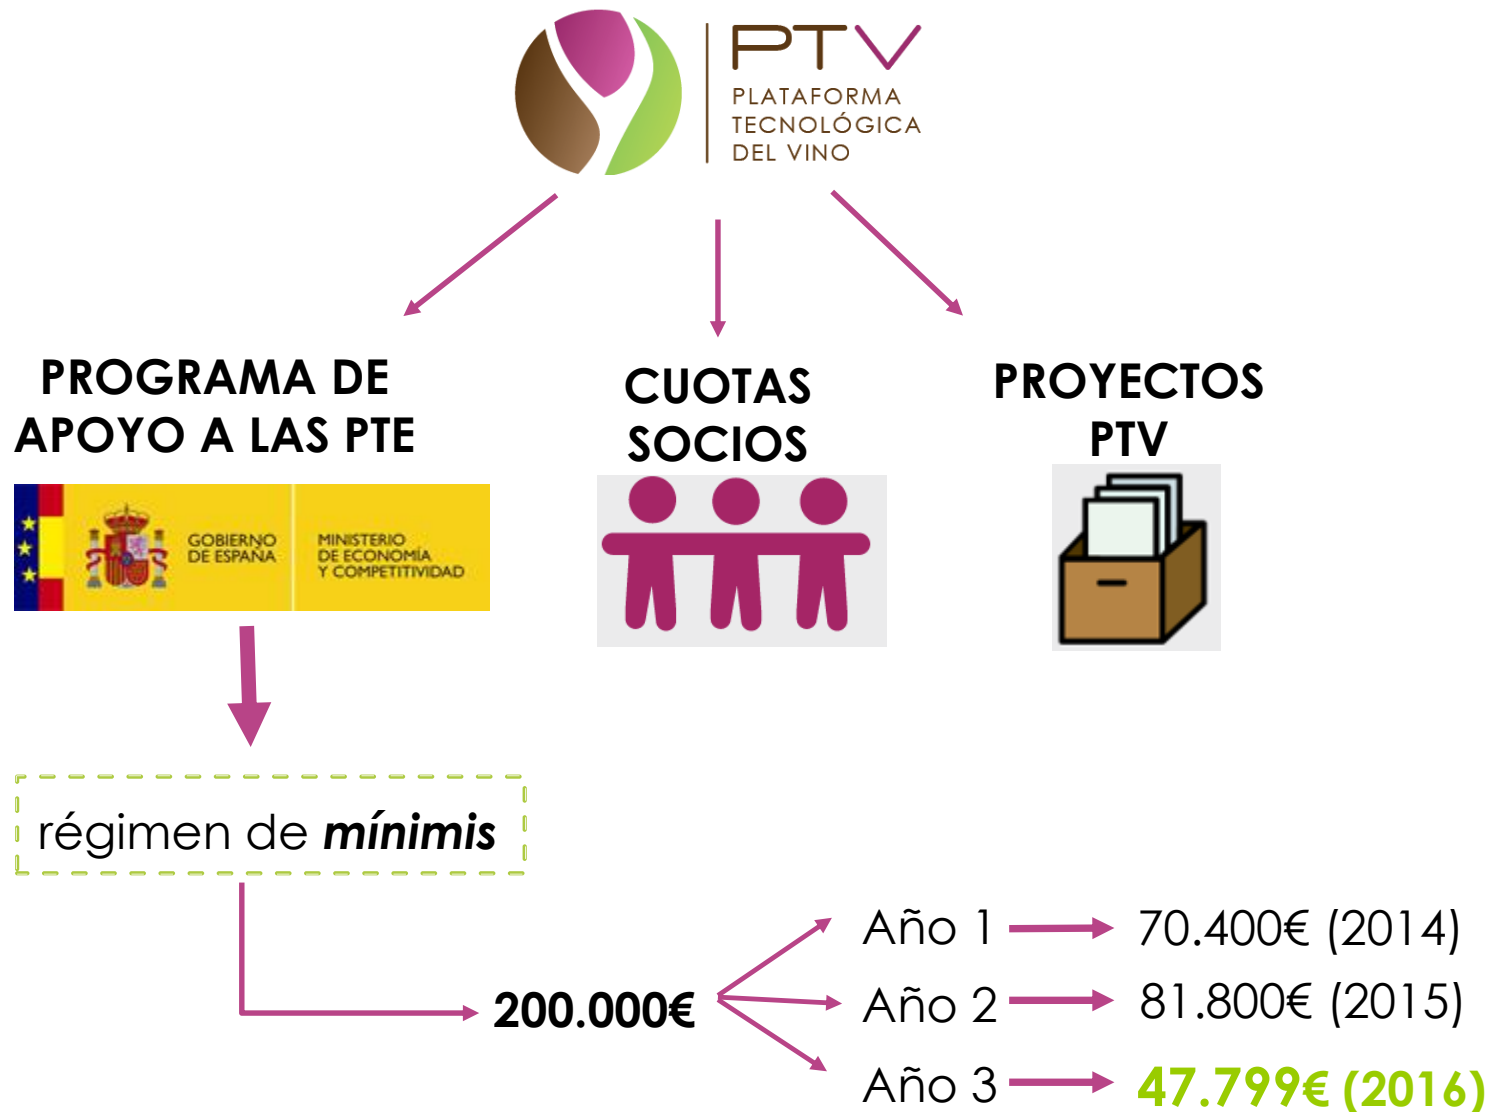 PTV
PLATAFORMA
TECNOLÓGICA
DEL VINO
PROGRAMA DE
APOYO A LAS PTE
CUOTAS
SOCIOS
PROYECTOS
PTV
GOBIERNO
DE ESPAÑA
MINISTERIO
DE ECONOMÍA
Y COMPETITIVIDAD
régimen de mínimis
200.000€
Año 1 70.400€ (2014)
Año 2 81.800€ (2015)
Año 3 47.799€ (2016)